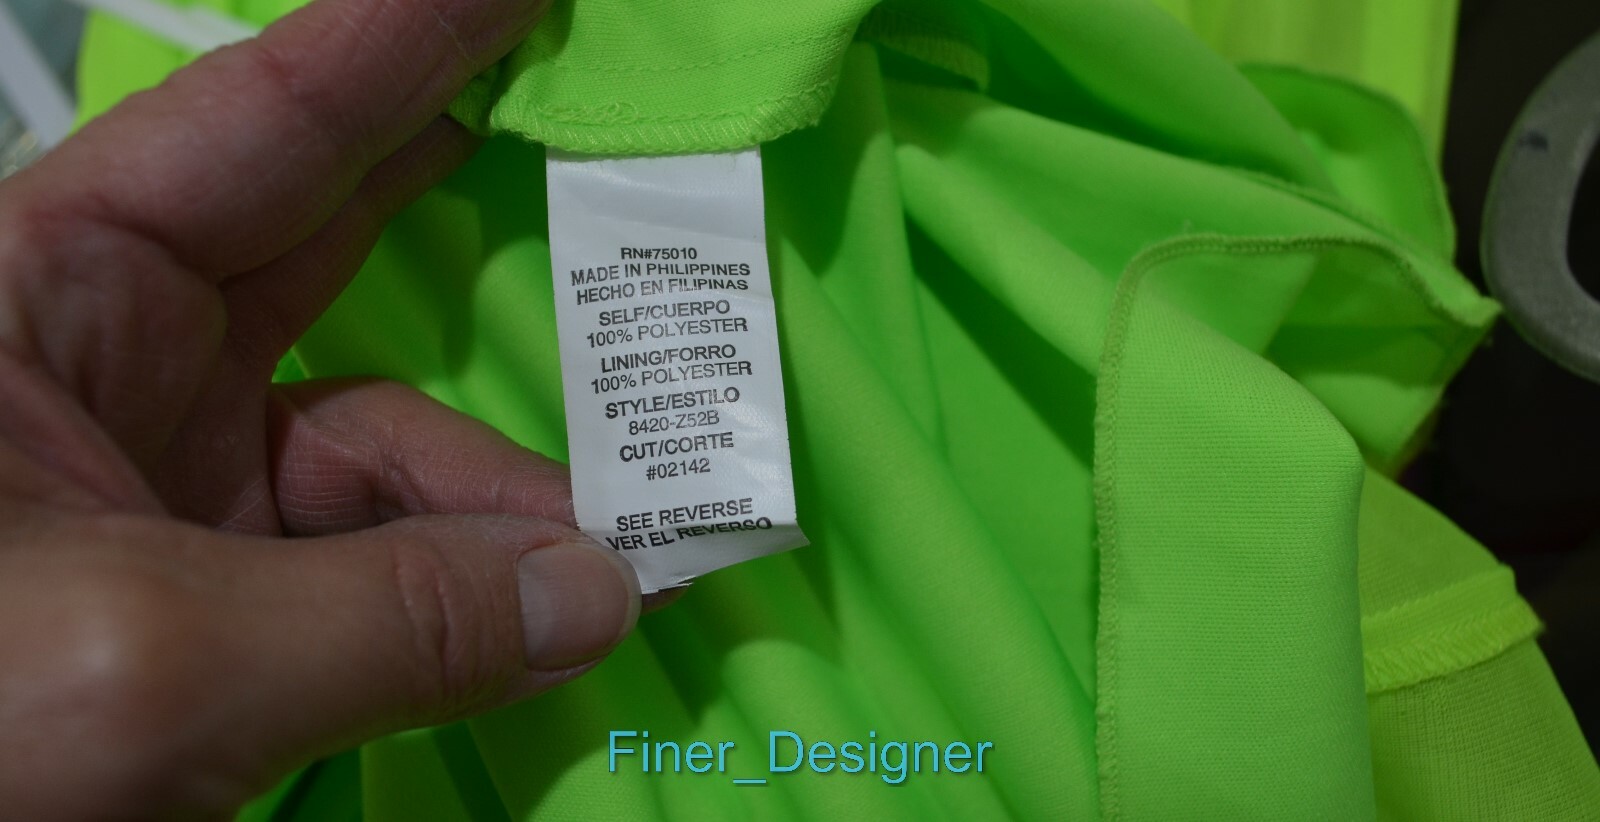 RN#75010
MADE IN PHILIPPINES
HECHO EN FILIPINAS
SELF/CUERPO
100% POLYESTER
LINING/FORRO
100% POLYESTER
STYLE/ESTILO
8420-Z52B
CUT/CORTE
#02142
SEE REVERSE
VER EL REVERSO
Finer_Designer